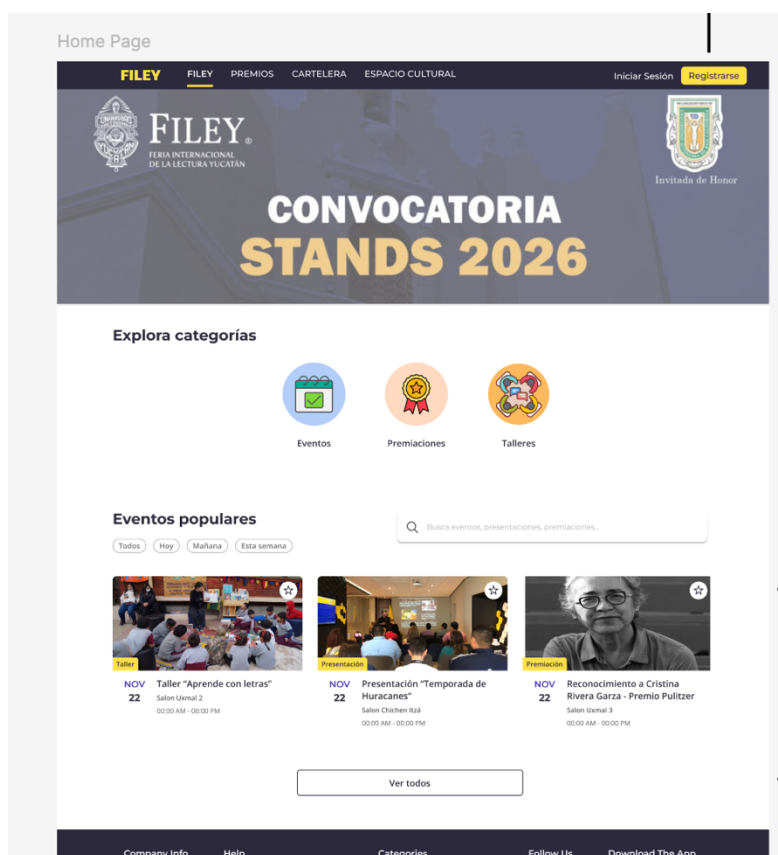 Home Page
FILEY FILEY PREMIOS CARTELERA ESPACIO CULTURAL Iniciar Sesión Registrarse
FILEY®
FERIA INTERNACIONAL
DE LA LECTURA YUCATÁN
Invitada de Honor
CONVOCATORIA
STANDS 2026
Explora categorías
Eventos Premiaciones Talleres
Eventos populares
Busca eventos, presentaciones, premiaciones..
Todos Hoy Mañana Esta semana
Taller
NOV
22
Taller “Aprende con letras”
Salon Uxmal 2
00:00 AM - 00:00 PM
Presentación
NOV
22
Presentación “Temporada de
Huracanes”
Salon Chichen Itzá
00:00 AM - 00:00 PM
Premiación
NOV
22
Reconocimiento a Cristina
Rivera Garza - Premio Pulitzer
Salon Uxmal 3
00:00 AM - 00:00 PM
Ver todos
Company Info Help Categories Follow Us Download The App